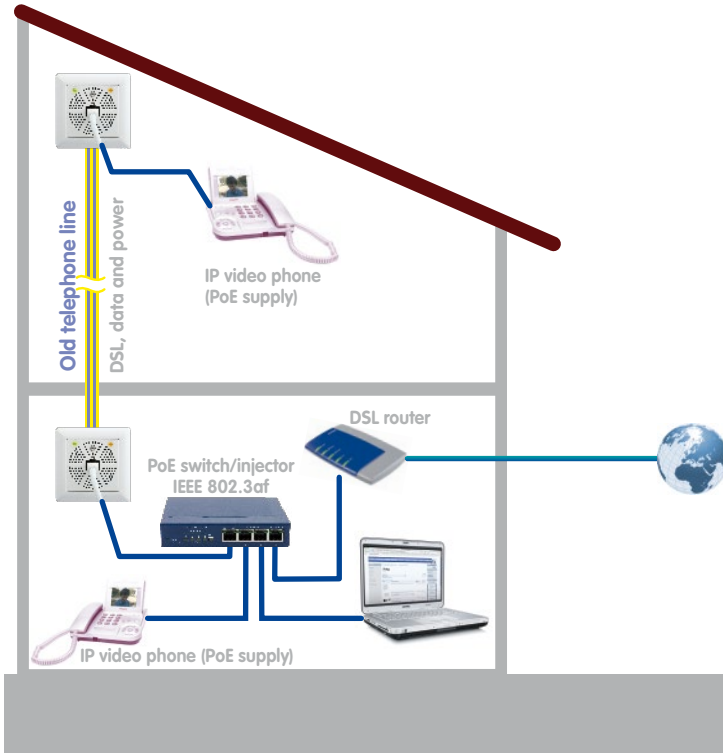 Old telephone line
DSL, data and power
IP video phone
(PoE supply)
DSL router
PoE switch/injector
IEEE 802.3af
IP video phone (PoE supply)